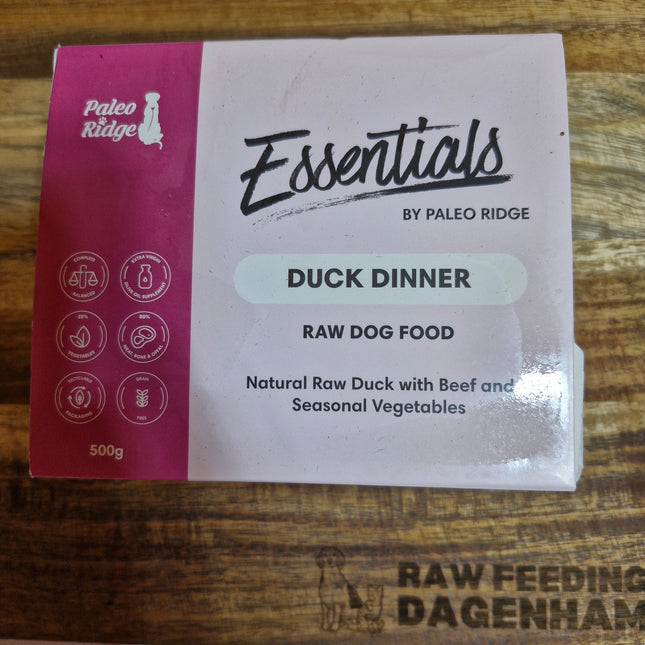 Paleo
Ridge
Essentials
BY PALEO RIDGE
DUCK DINNER
RAW DOG FOOD
Natural Raw Duck with Beef and
Seasonal Vegetables
COMPLETE
BALANCED
EXTRA VIRGIN
OLIVE OIL SUPPLEMENT
20%
VEGETABLES
80%
MEAT, BONE & OFFAL
RECYCLABLE
PACKAGING
GRAIN
FREE
500g
RAW FEEDING
DAGENHAM